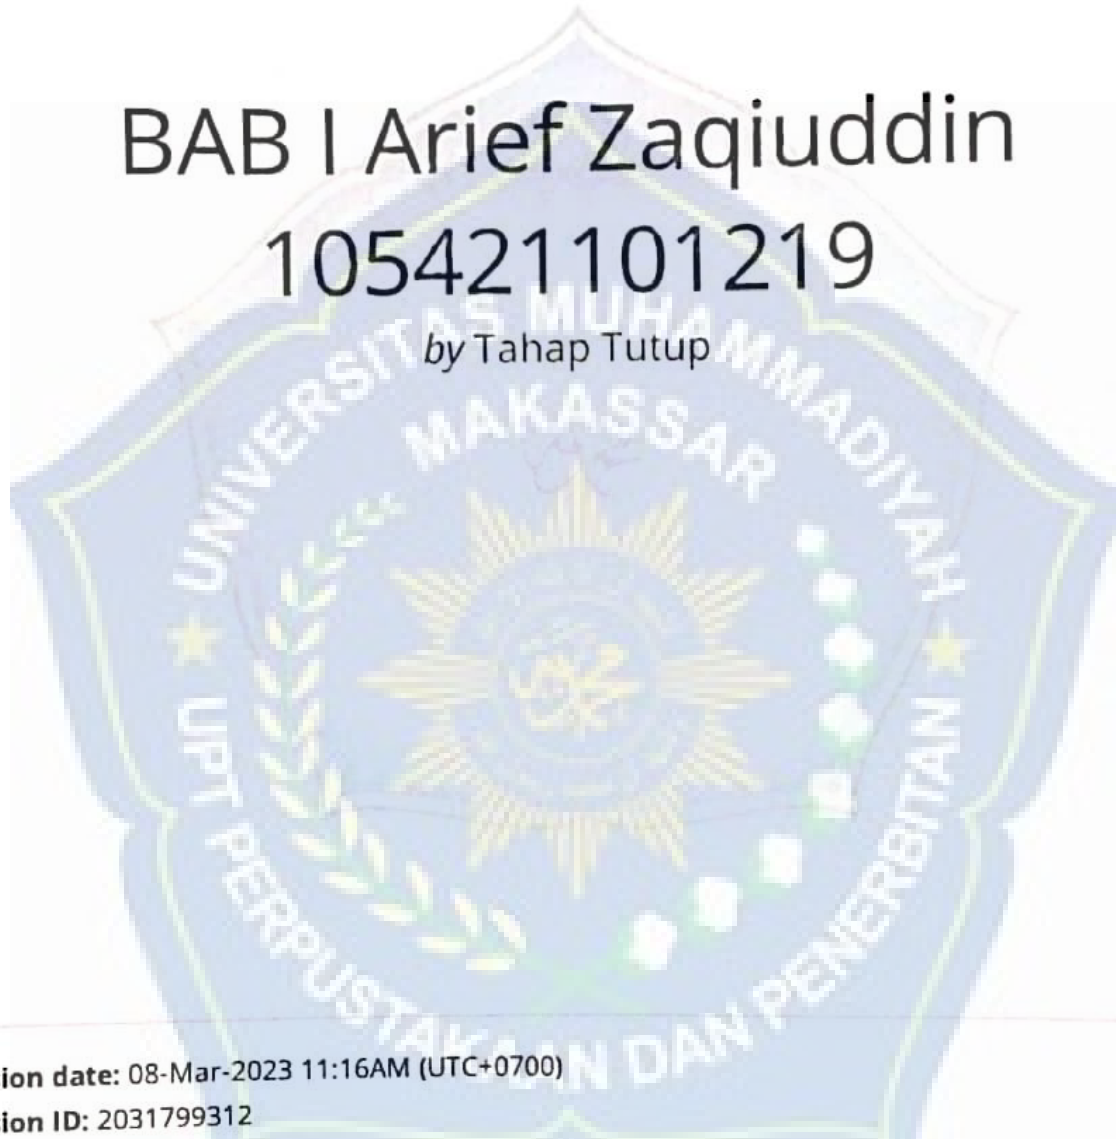 BAB I Arief Zaqiuddin
105421101219
by Tahap Tutup
UNIVERSITAS MUHAMMADIYAH
MAKASSAR
UPT PERPUSTAKAAN DAN PENERBITAN
ion date: 08-Mar-2023 11:16AM (UTC+0700)
ion ID: 2031799312